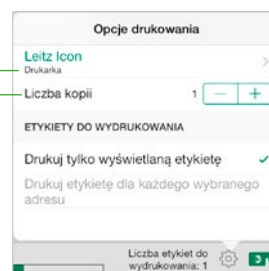 Opcje drukowania
Leitz Icon
Drukarka
Liczba kopii 1
ETYKIETY DO WYDRUKOWANIA
Drukuj tylko wyświetlaną etykietę
Drukuj etykietę dla każdego wybranego
adresu
Liczba etykiet do
wydrukowania: 1